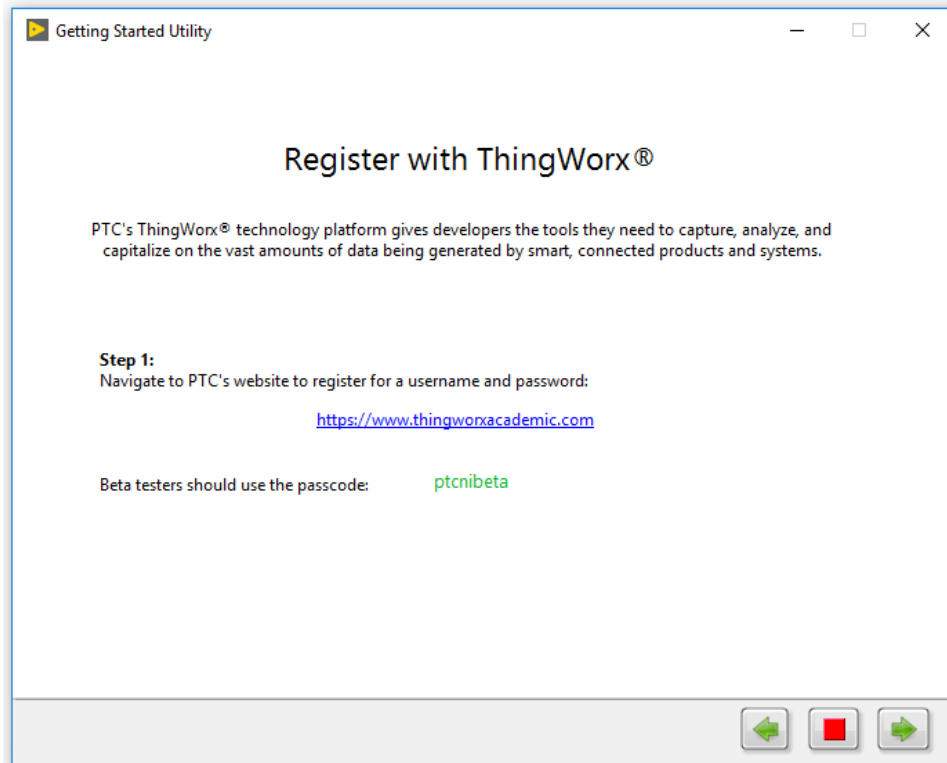 Getting Started Utility
Register with ThingWorx®
PTC's ThingWorx® technology platform gives developers the tools they need to capture, analyze, and
capitalize on the vast amounts of data being generated by smart, connected products and systems.
Step 1:
Navigate to PTC's website to register for a username and password:
https://www.thingworxacademic.com
Beta testers should use the passcode: ptcnibeta